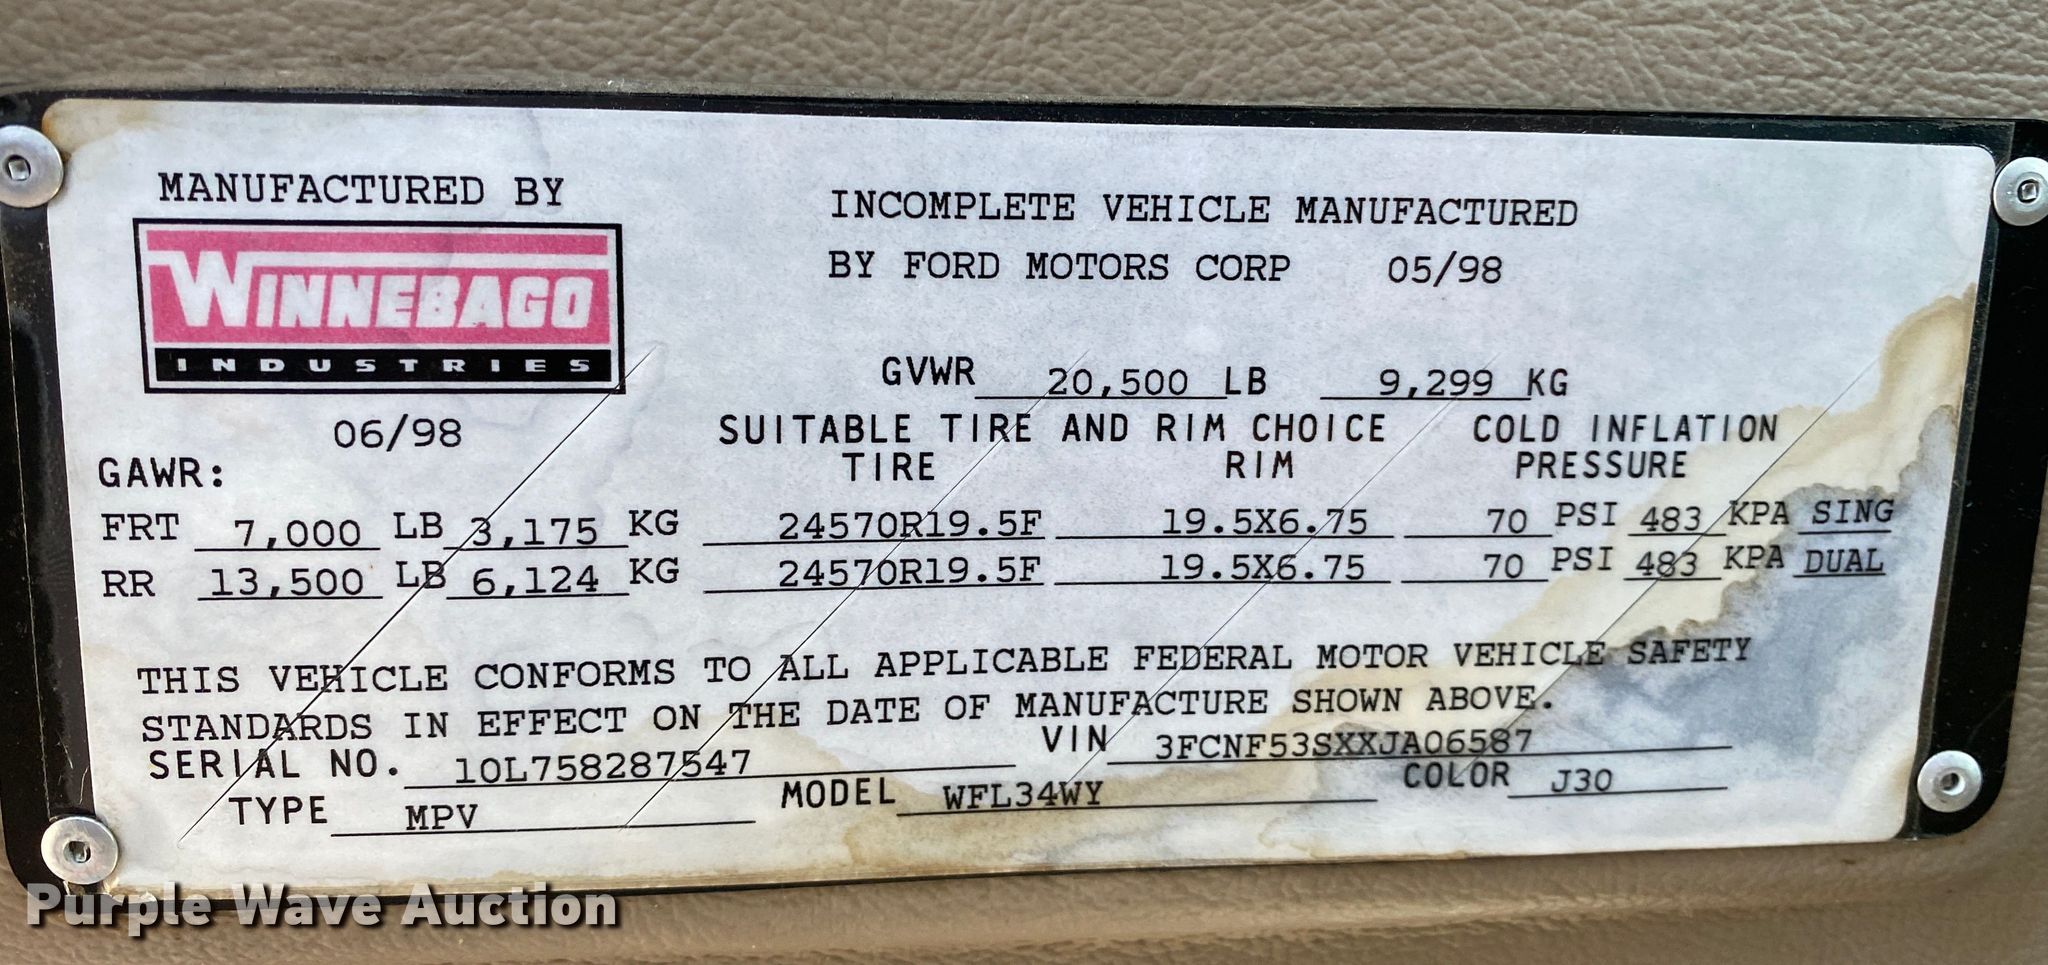 MANUFACTURED BY
WINNEBAGO
INDUSTRIES
06/98
INCOMPLETE VEHICLE MANUFACTURED
BY FORD MOTORS CORP 05/98
GVWR 20,500 LB 9,299 KG
SUITABLE TIRE AND RIM CHOICE COLD INFLATION
GAWR: TIRE RIM PRESSURE
FRT 7,000 LB 3,175 KG 24570R19.5F 19.5X6.75 70 PSI 483 KPA SING
RR 13,500 LB 6,124 KG 24570R19.5F 19.5X6.75 70 PSI 483 KPA DUAL
THIS VEHICLE CONFORMS TO ALL APPLICABLE FEDERAL MOTOR VEHICLE SAFETY
STANDARDS IN EFFECT ON THE DATE OF MANUFACTURE SHOWN ABOVE.
SERIAL NO. 10L758287547 VIN 3FCNF53SXXJA06587
TYPE MPV MODEL WFL34WY COLOR J30
Purple Wave Auction